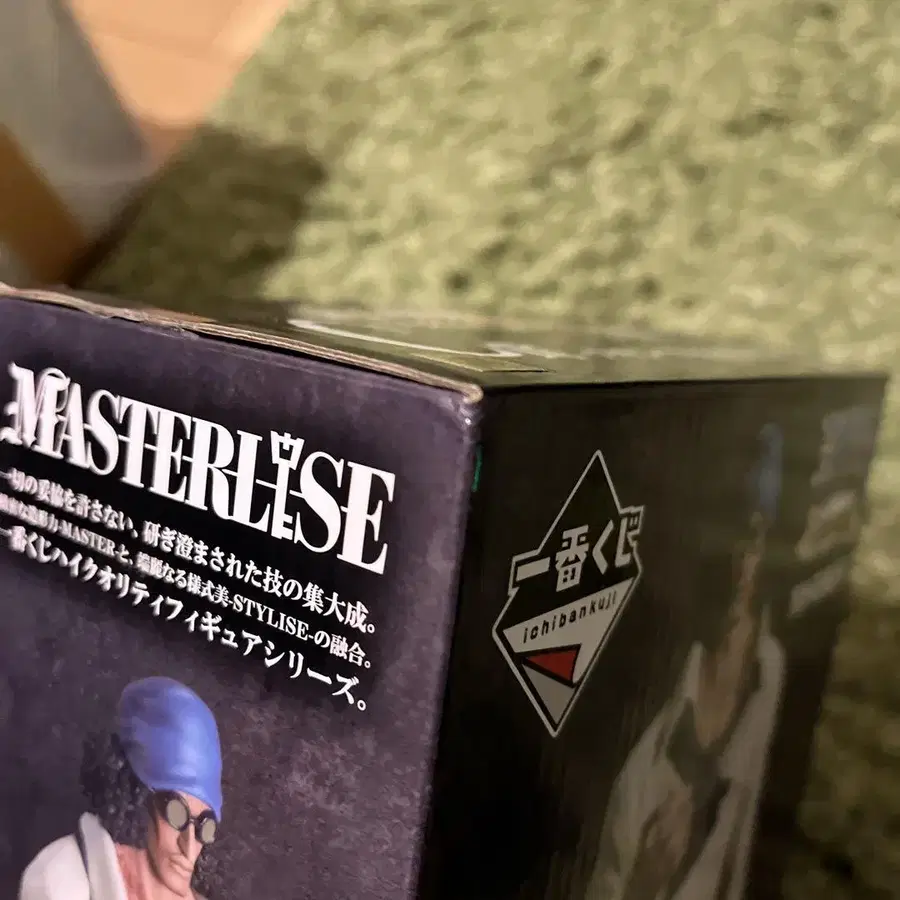 MASTERLISE
一切の妥協を許さない、研ぎ澄まされた技の集大成。
な造形力-MASTER-と、端麗なる様式美-STYLISE-の融合。
一番くじハイクオリティフィギュアシリーズ。
一番くじ
ichibankuji